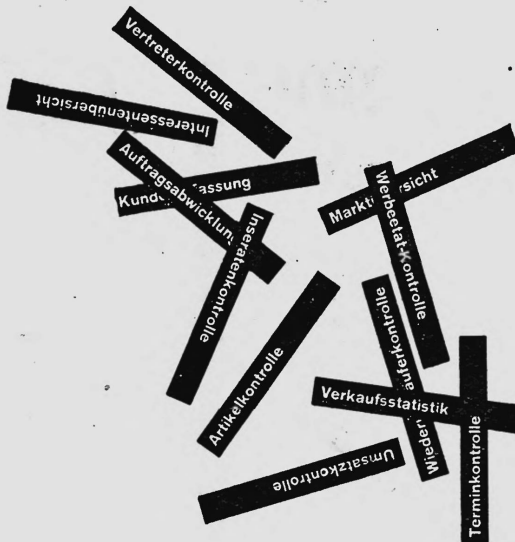 Vertreterkontrolle
Interessentenübersicht
Auftragsabwicklung
Kunde fassung
Inseratenkontrolle
Markt rsicht
Werbeetat-Kontrolle
Wieder auferkontrolle
Artikelkontrolle
Verkaufsstatistik
Umsatzkontrolle
Terminkontrolle